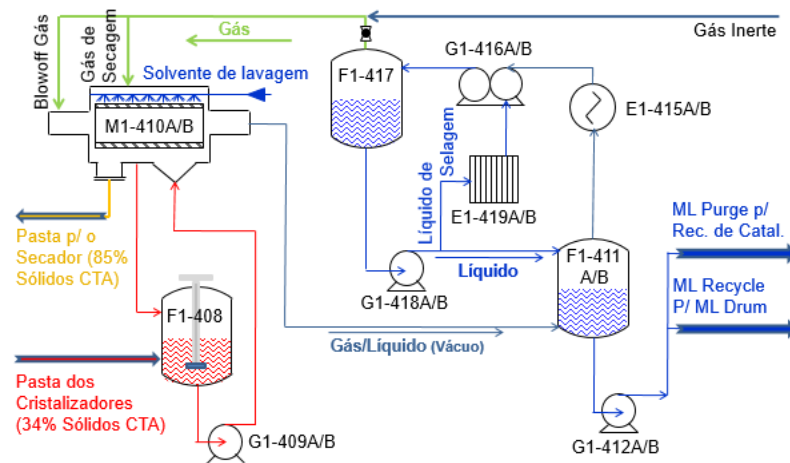 Gás Inerte
Gás
Blowoff Gás
Gás de
Secagem
Solvente de lavagem
M1-410A/B
F1-417
G1-416A/B
E1-415A/B
Líquido de
Selagem
E1-419A/B
Pasta p/ o
Secador (85%
Sólidos CTA)
G1-418A/B
Líquido
F1-411
A/B
ML Purge p/
Rec. de Catal.
ML Recycle
P/ ML Drum
F1-408
Gás/Líquido (Vácuo)
Pasta dos
Cristalizadores
(34% Sólidos CTA)
G1-409A/B
G1-412A/B